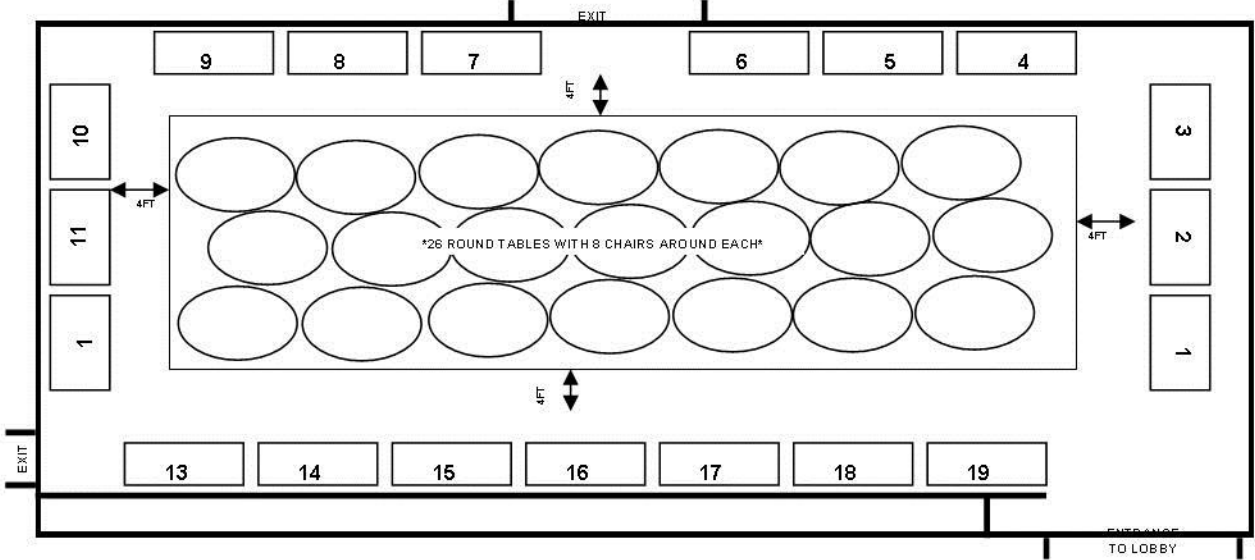 EXIT
9 8 7 6 5 4
4FT
10
3
11
4FT
*26 ROUND TABLES WITH 8 CHAIRS AROUND EACH*
4FT
2
1
1
4FT
EXIT
13 14 15 16 17 18 19
ENTRANCE
TO LOBBY